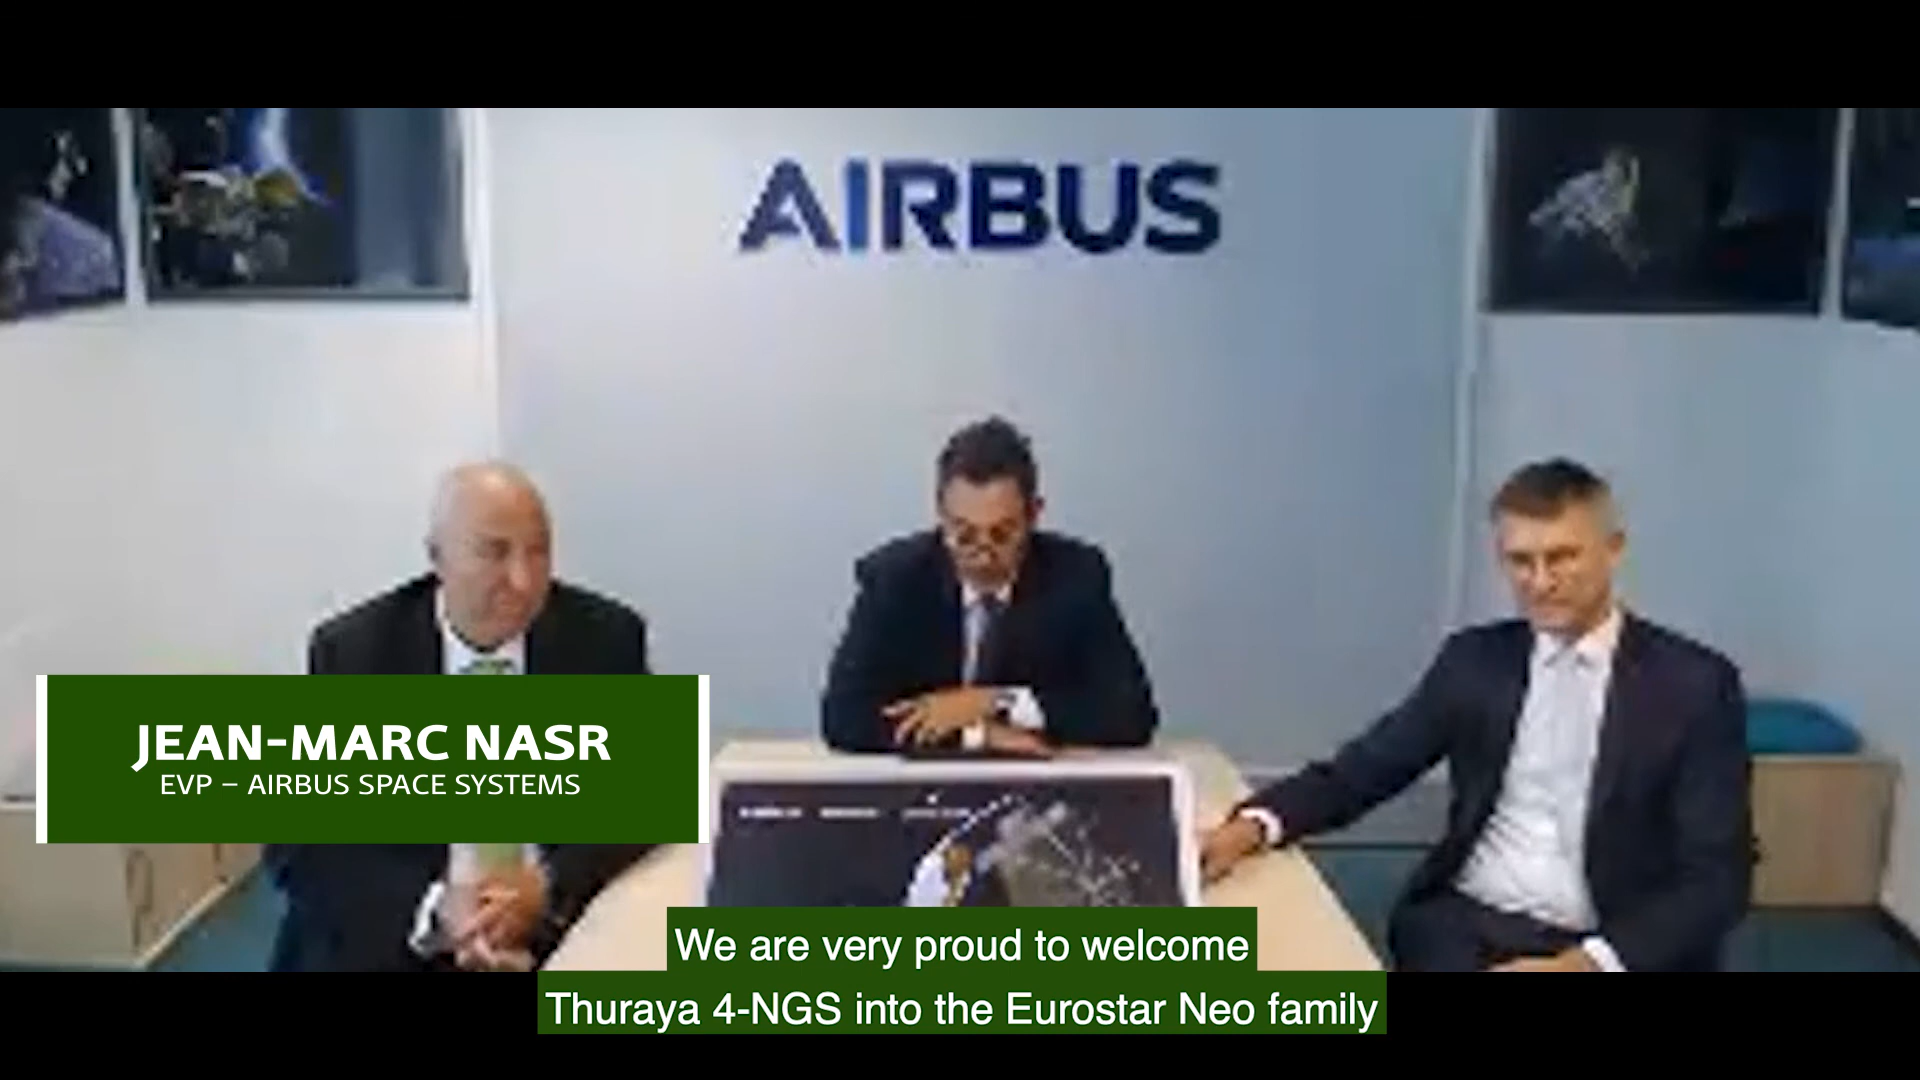 AIRBUS
JEAN-MARC NASR
EVP – AIRBUS SPACE SYSTEMS
We are very proud to welcome
Thuraya 4-NGS into the Eurostar Neo family